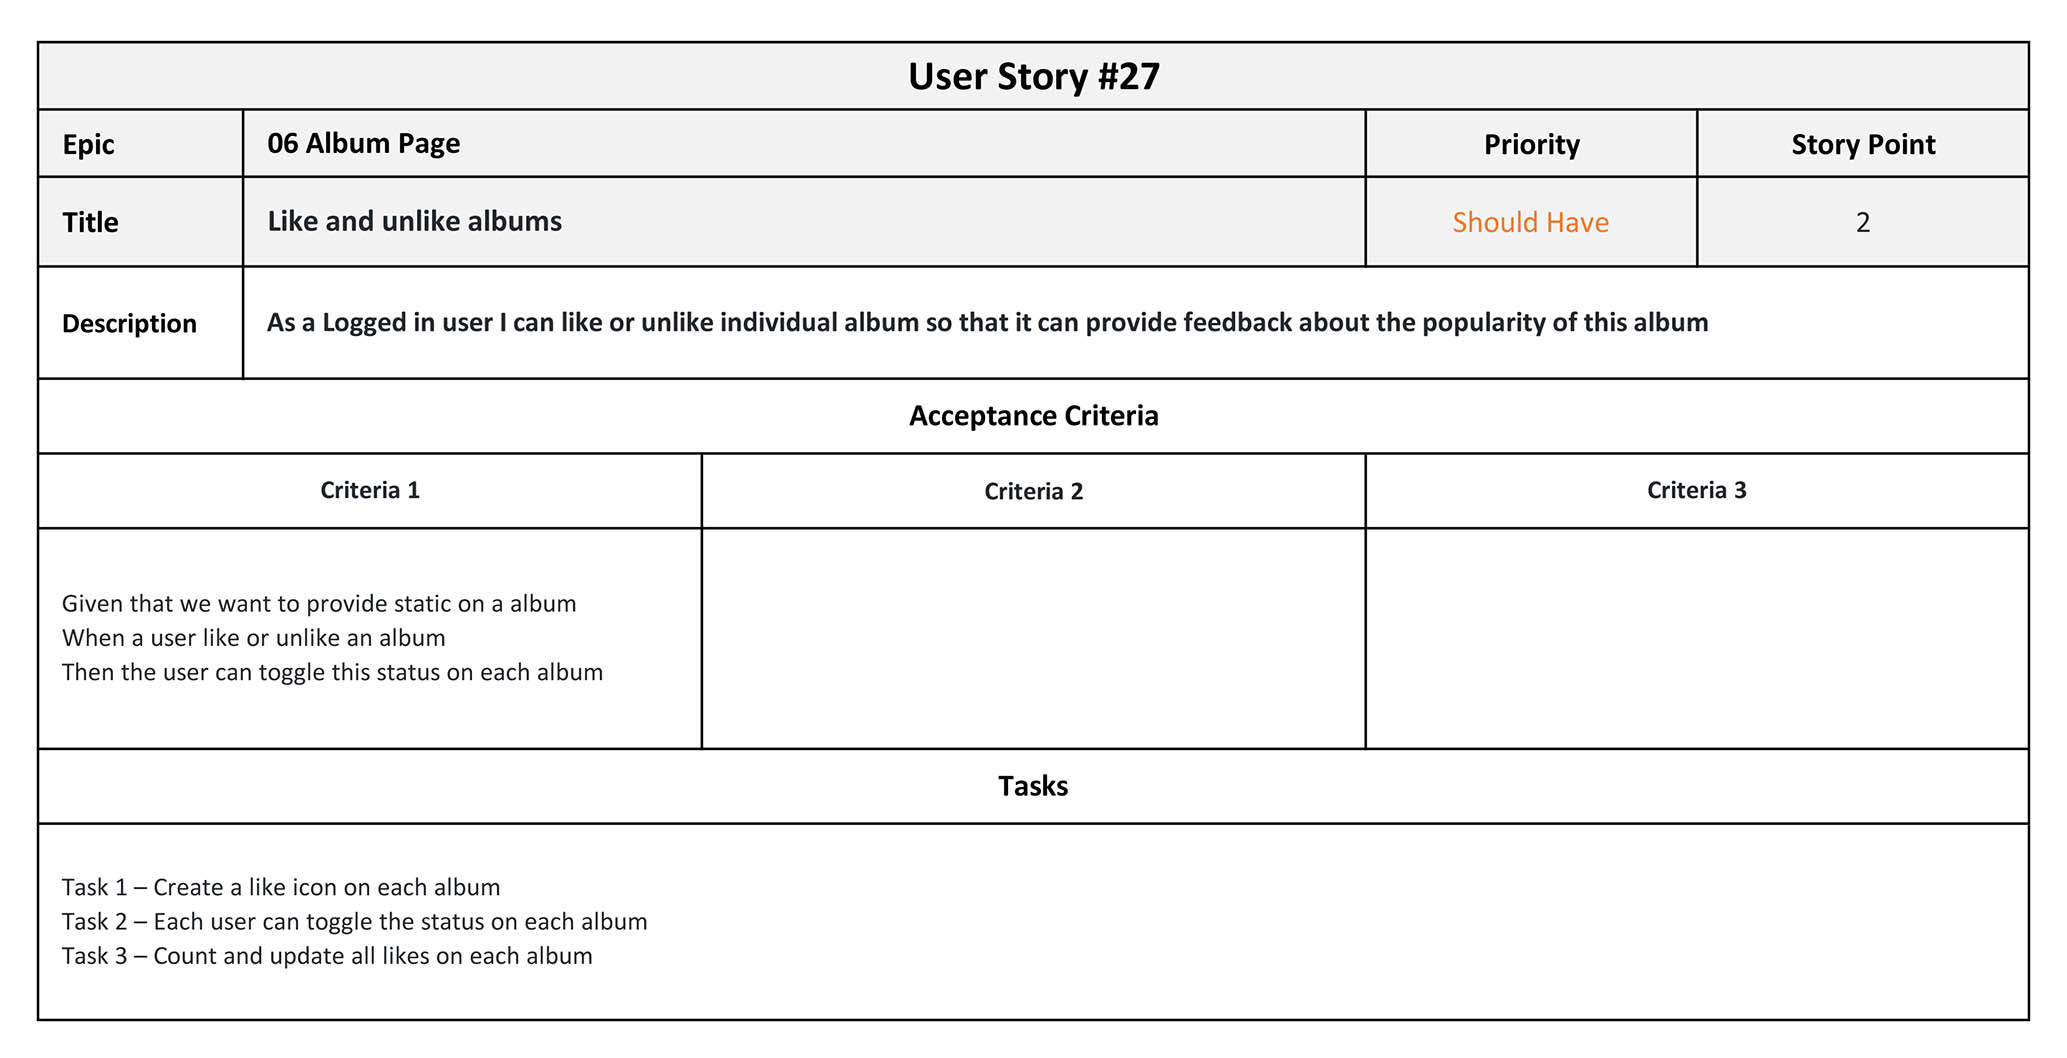 User Story #27
Epic
06 Album Page
Priority
Story Point
Title
Like and unlike albums
Should Have
2
Description
As a Logged in user I can like or unlike individual album so that it can provide feedback about the popularity of this album
Acceptance Criteria
Criteria 1
Criteria 2
Criteria 3
Given that we want to provide static on a album
When a user like or unlike an album
Then the user can toggle this status on each album
Tasks
Task 1 – Create a like icon on each album
Task 2 – Each user can toggle the status on each album
Task 3 – Count and update all likes on each album